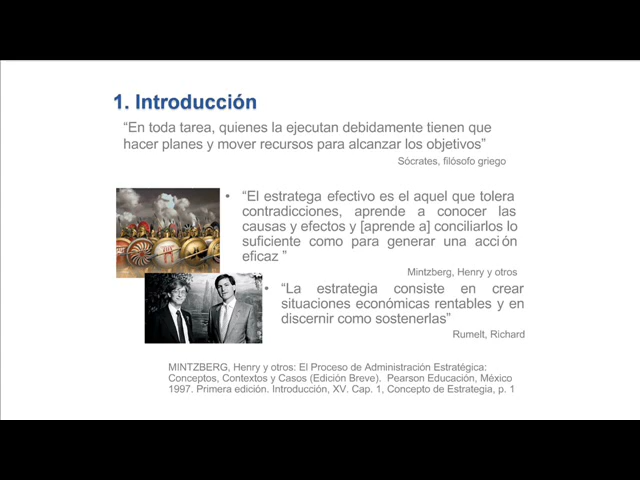 1. Introducción
“En toda tarea, quienes la ejecutan debidamente tienen que
hacer planes y mover recursos para alcanzar los objetivos”
Sócrates, filósofo griego
• “El estratega efectivo es el aquel que tolera
contradicciones, aprende a conocer las
causas y efectos y [aprende a] conciliarlos lo
suficiente como para generar una acción
eficaz ”
Mintzberg, Henry y otros
• “La estrategia consiste en crear
situaciones económicas rentables y en
discernir como sostenerlas”
Rumelt, Richard
MINTZBERG, Henry y otros: El Proceso de Administración Estratégica:
Conceptos, Contextos y Casos (Edición Breve). Pearson Educación, México
1997. Primera edición. Introducción, XV. Cap. 1, Concepto de Estrategia, p. 1